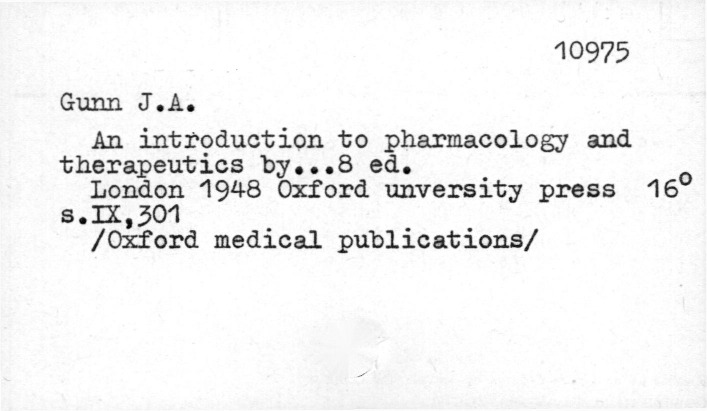 10975
Gunn J.A.
An introduction to pharmacology and
therapeutics by...8 ed.
London 1948 Oxford unversity press 16°
s.IX,301
/Oxford medical publications/